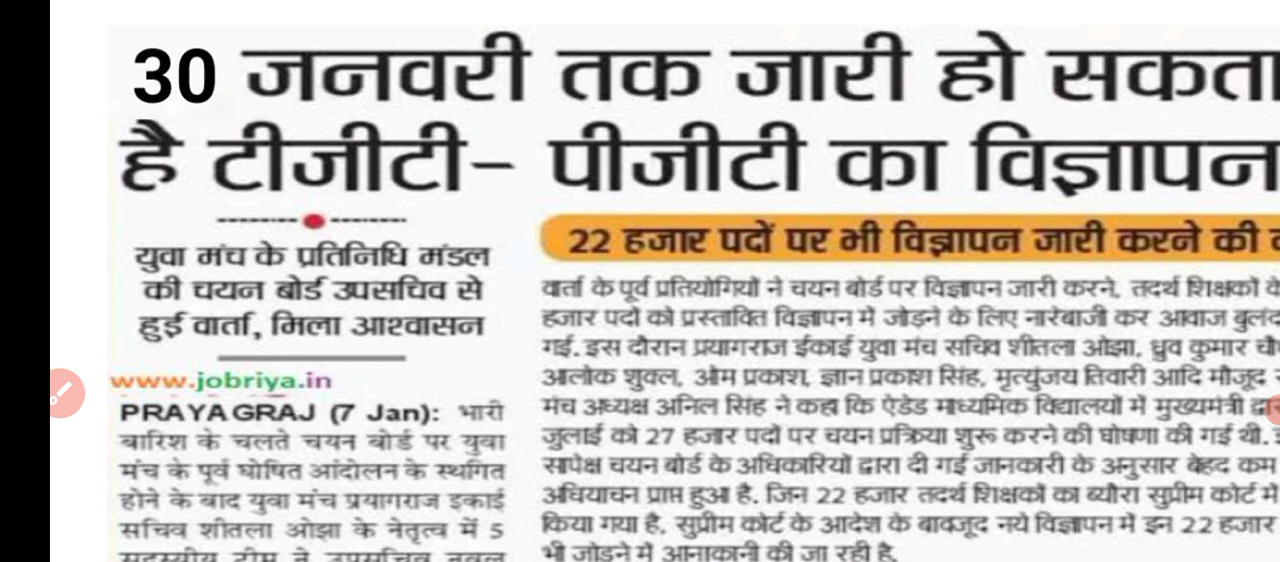 30 जनवरी तक जारी हो सकता
है टीजीटी- पीजीटी का विज्ञापन
युवा मंच के प्रतिनिधि मंडल
की चयन बोर्ड उपसचिव से
हुई वार्ता, मिला आश्वासन
www.jobriya.in
PRAYAGRAJ (7 Jan): भारी
बारिश के चलते चयन बोर्ड पर युवा
मंच के पूर्व घोषित आंदोलन के स्थगित
होने के बाद युवा मंच प्रयागराज इकाई
सचिव शीतला ओझा के नेतृत्व में 5
सदस्यीय टीम ने उपसचिव नवल
22 हजार पदों पर भी विज्ञापन जारी करने की
वार्ता के पूर्व प्रतियोगियों ने चयन बोर्ड पर विज्ञापन जारी करने, तदर्थ शिक्षकों के
हजार पदों को प्रस्तावित विज्ञापन में जोड़ने के लिए नारेबाजी कर आवाज बुलंद
गई. इस दौरान प्रयागराज ईकाई युवा मंच सचिव शीतला ओझा, ध्रुव कुमार
आलोक शुक्ल, ओम प्रकाश, ज्ञान प्रकाश सिंह, मृत्युंजय तिवारी आदि मौजूद
मंच अध्यक्ष अनिल सिंह ने कहा कि ऐडेड माध्यमिक विद्यालयों में मुख्यमंत्री
जुलाई को 27 हजार पदों पर चयन प्रक्रिया शुरू करने की घोषणा की गई थी.
सापेक्ष चयन बोर्ड के अधिकारियों द्वारा दी गई जानकारी के अनुसार बेहद कम
अधियाचन प्राप्त हुआ है. जिन 22 हजार तदर्थ शिक्षकों का ब्यौरा सुप्रीम कोर्ट में
किया गया है, सुप्रीम कोर्ट के आदेश के बावजूद नये विज्ञापन में इन 22 हजार
भी जोड़ने में आनाकानी की जा रही है.